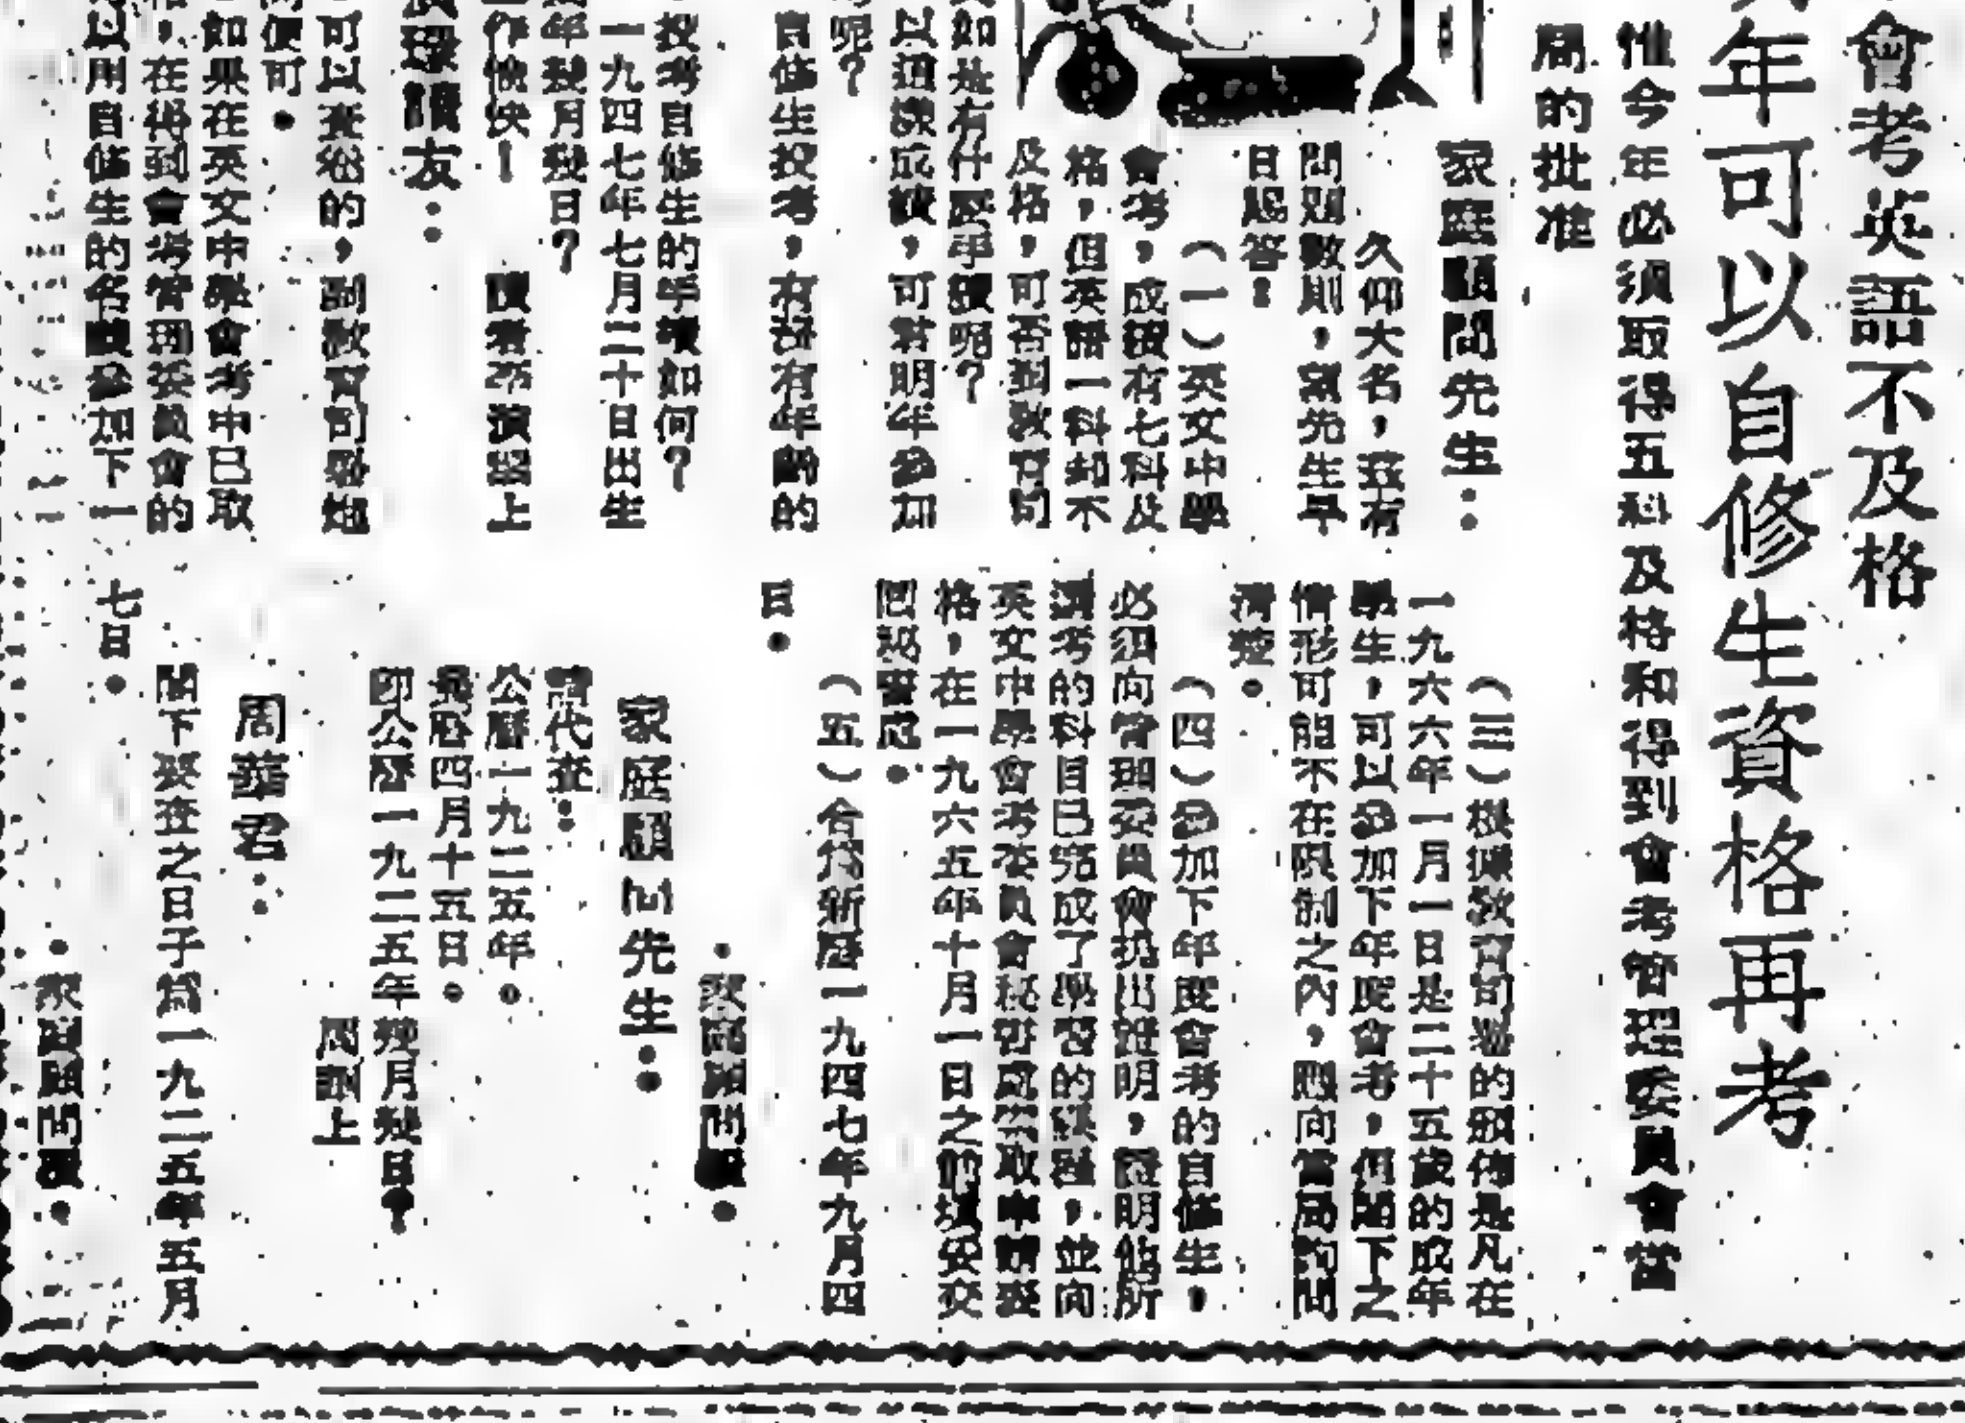 會考英語不及格
年可以自修生資格再考
惟今年必須取得五科及格和得到會考管理委員會當
局的批准
家庭顧問先生：
久仰大名，茲有
問題數則，望先生早
日賜答：
（一）英文中學
會考，成績有七科及
格，但英語一科却不
及格，可否到教育司
如是有什麼手續呢？
以這樣成績，可於明年參加
呢？
自修生投考，有沒有年齡的
投考自修生的手續如何？
一九四七年七月二十日出生
年幾月幾日？
作愉快！
讀者 上
讀友：
可以查卷的，副教育司 
便可。
如果在英文中學會考中已取
，在得到會考管理委員會的
以用自修生的名義參加下一
（三）根據教育司署的頒佈是凡在
一九六六年一月一日是二十五歲的成年
學生，可以參加下年度會考，但閣下之
情形可能不在限制之內，應向當局詢問
清楚。
（四）參加下年度會考的自修生，
必須向管理委員會提出證明，證明他所
選考的科目已完成了學習的課程，並向
英文中學會考委員會秘書處索取申請表
格，在一九六五年十月一日之前填妥交
回秘書處。
（五）合爲新曆一九四七年九月四
日。
家庭顧問覆。
家庭顧問先生：
請代查：
公曆一九二五年。
農曆四月十五日。
卽公曆一九二五年幾月幾日？
周 上
周華君：
閣下要查之日子爲一九二五年五月
七日。
家庭顧問覆。